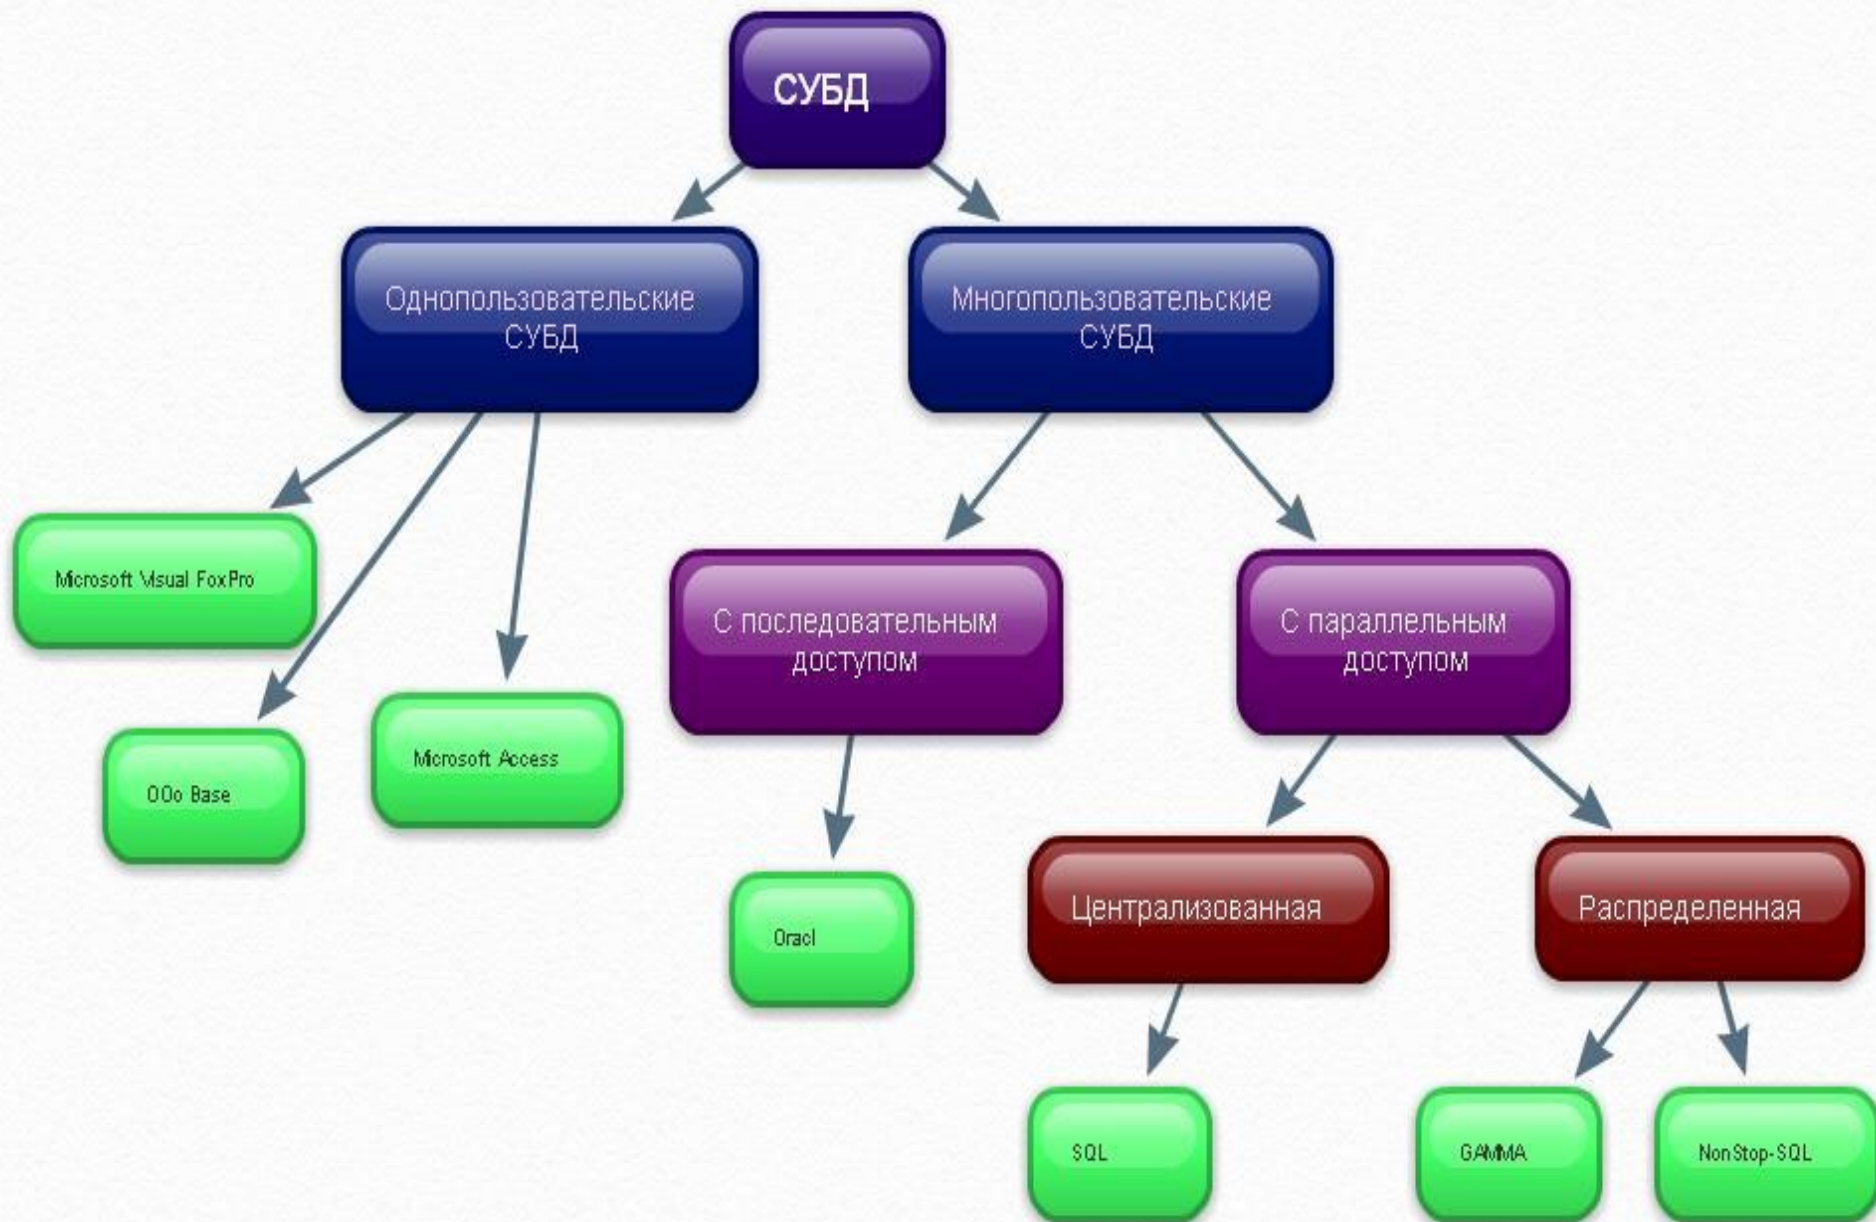 СУБД
Однопользовательские
СУБД
Многопользовательские
СУБД
Microsoft Visual FoxPro
OOo Base
Microsoft Access
С последовательным
доступом
С параллельным
доступом
Oracl
Централизованная
Распределенная
SQL
GAMMA
NonStop-SQL